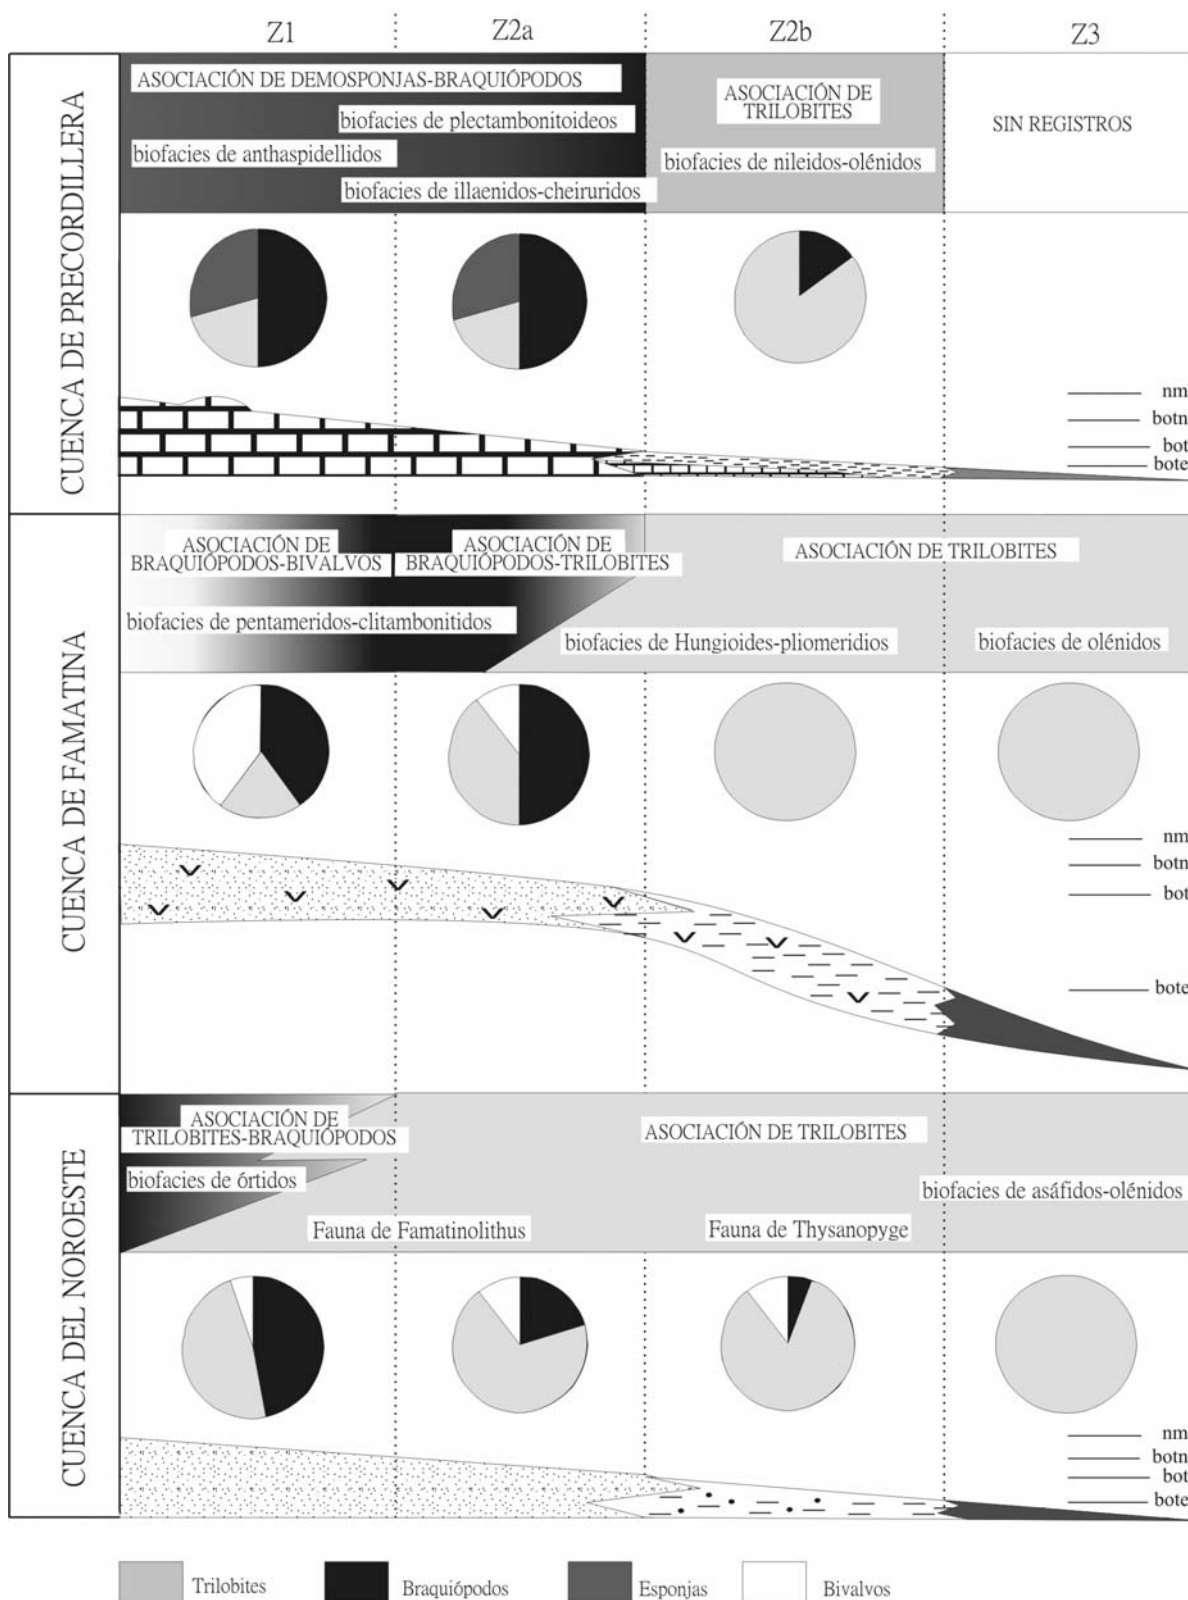 Z1
Z2a
Z2b
Z3
CUENCA DE PRECORDILLERA
ASOCIACIÓN DE DEMOSPONJAS-BRAQUIÓPODOS
biofacies de plectambonitoideos
biofacies de anthaspidellidos
biofacies de illaenidos-cheiruridos
ASOCIACIÓN DE
TRILOBITES
biofacies de nileidos-olénidos
SIN REGISTROS
nm
botn
bot
bote
CUENCA DE FAMATINA
ASOCIACIÓN DE
BRAQUIÓPODOS-BIVALVOS
ASOCIACIÓN DE
BRAQUIÓPODOS-TRILOBITES
biofacies de pentameridos-clitambonitidos
ASOCIACIÓN DE TRILOBITES
biofacies de Hungioides-pliomeridios
biofacies de olénidos
nm
botn
bot
bote
CUENCA DEL NOROESTE
ASOCIACIÓN DE
TRILOBITES-BRAQUIÓPODOS
biofacies de órtidos
ASOCIACIÓN DE TRILOBITES
biofacies de asáfidos-olénidos
Fauna de Famatinolithus
Fauna de Thysanopyge
nm
botn
bot
bote
Trilobites
Braquiópodos
Esponjas
Bivalvos